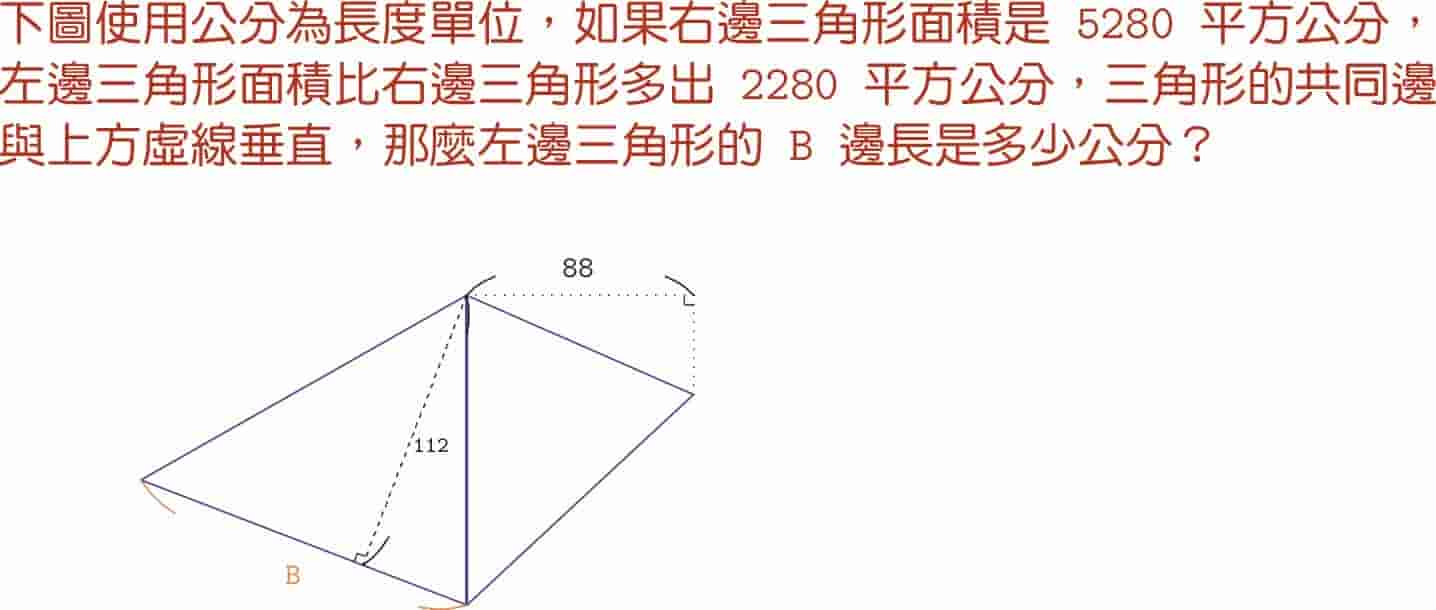 下圖使用公分為長度單位，如果右邊三角形面積是 5280 平方公分，
左邊三角形面積比右邊三角形多出 2280 平方公分，三角形的共同邊
與上方虛線垂直，那麼左邊三角形的 B 邊長是多少公分？
88
112
B